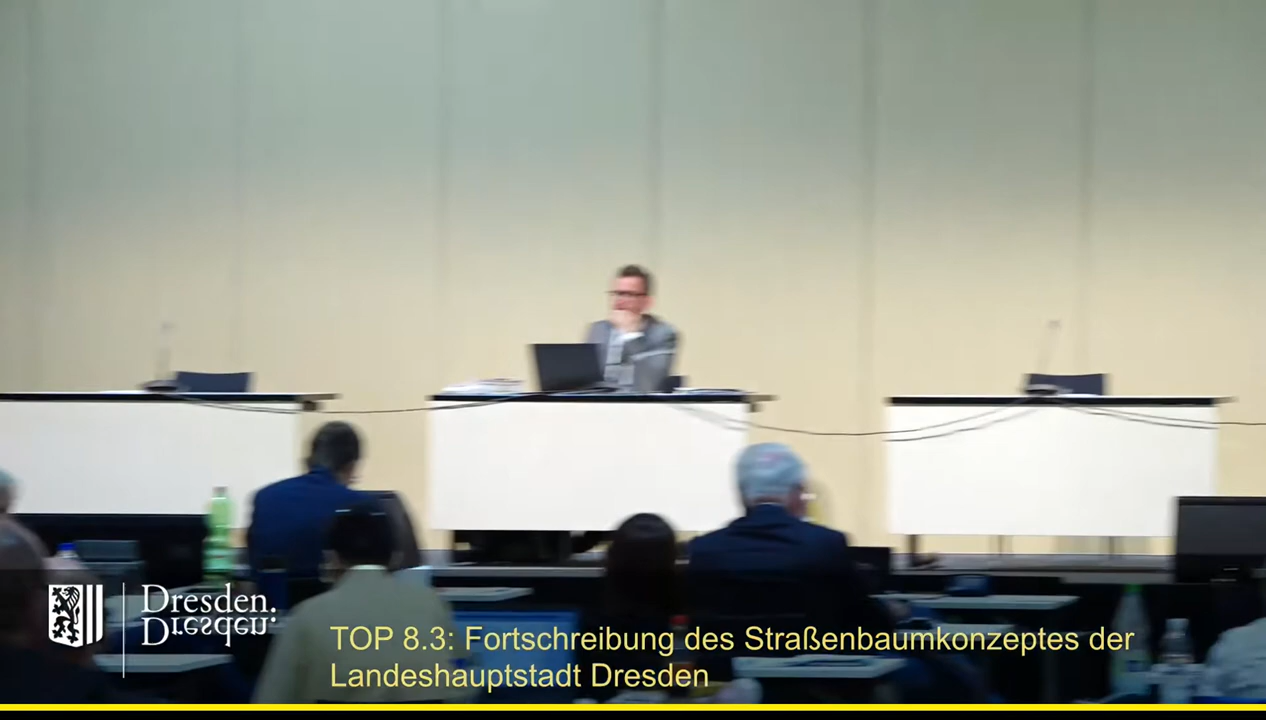 Dresden.
Dresden.
TOP 8.3: Fortschreibung des Straßenbaumkonzeptes der
Landeshauptstadt Dresden